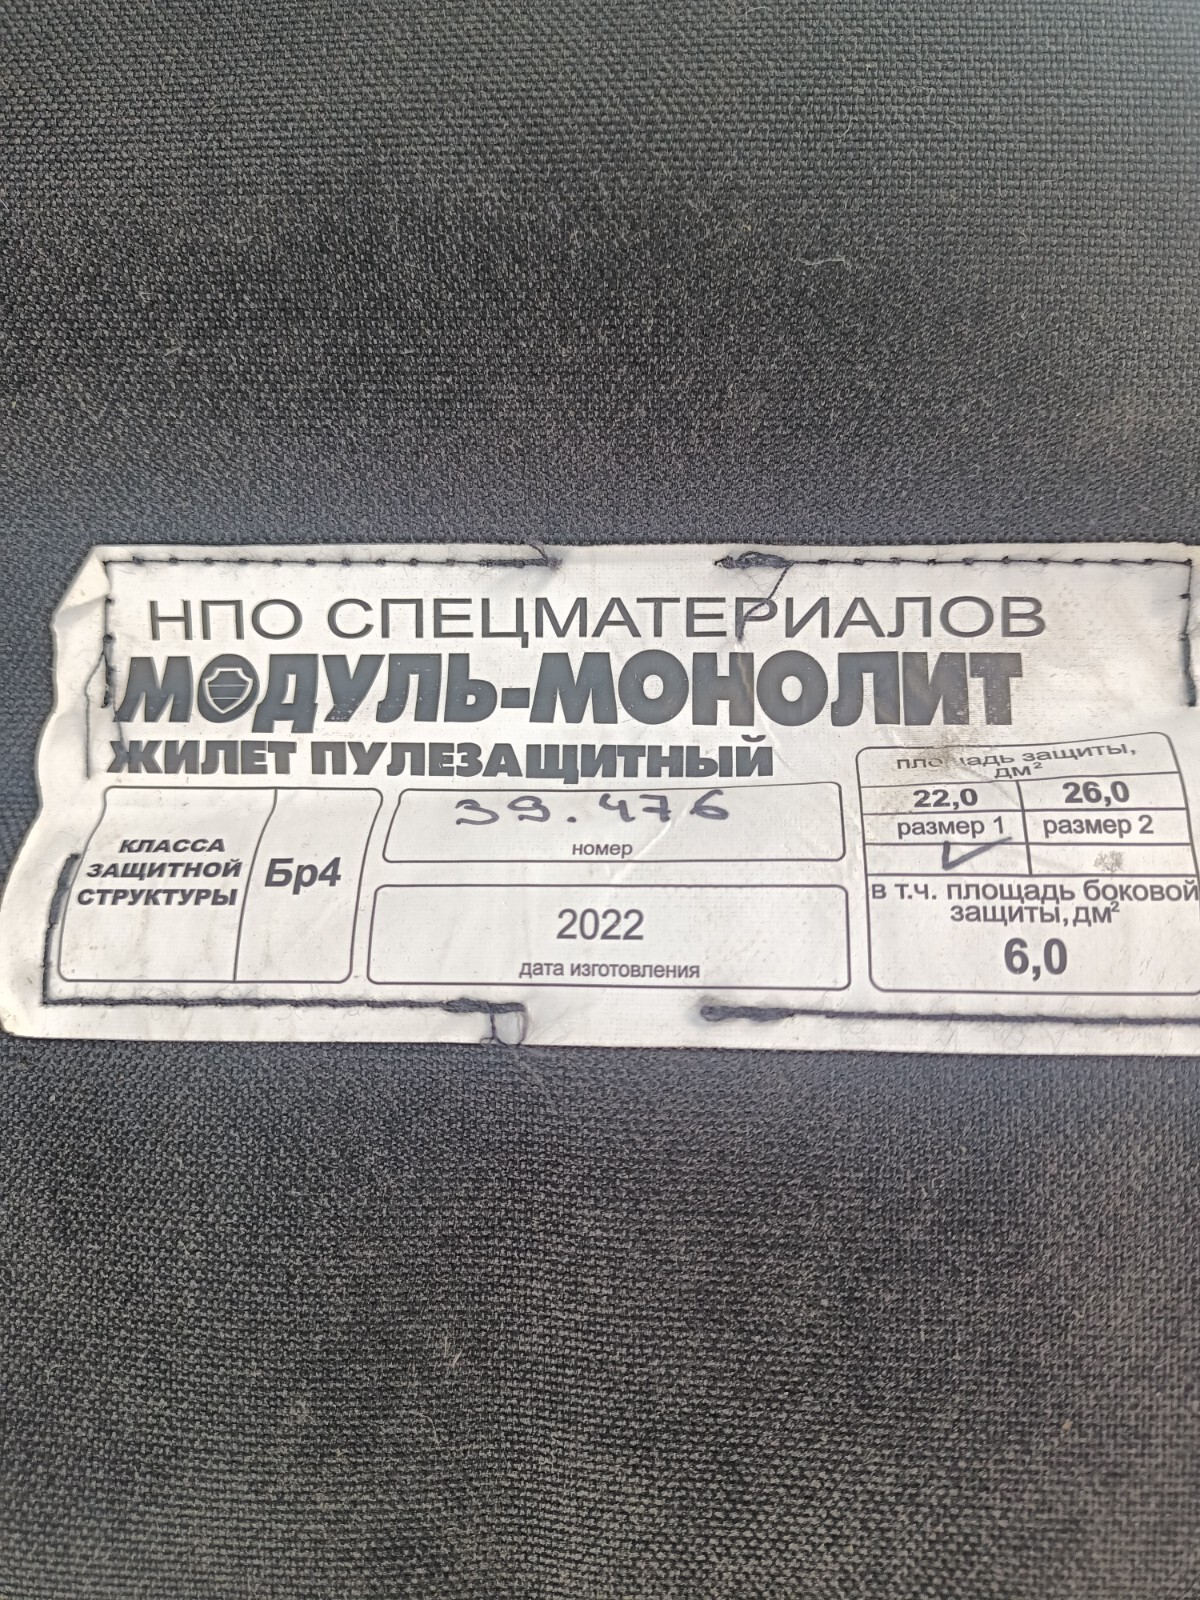 НПО СПЕЦМАТЕРИАЛОВ
МОДУЛЬ-МОНОЛИТ
ЖИЛЕТ ПУЛЕЗАЩИТНЫЙ
КЛАССА
ЗАЩИТНОЙ
СТРУКТУРЫ
Бр4
39.476
номер
2022
дата изготовления
площадь защиты,
дм²
22,0 26,0
размер 1 размер 2
в т.ч. площадь боковой
защиты, дм²
6,0